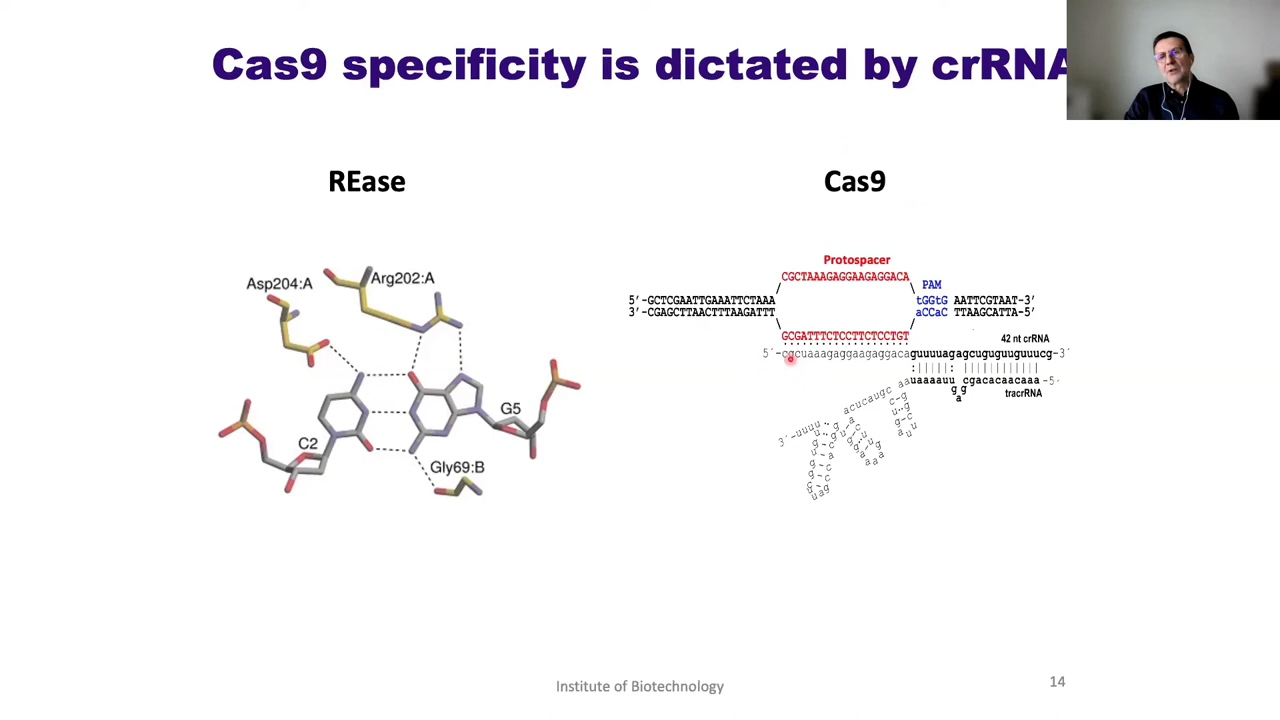 Cas9 specificity is dictated by crRNA
REase
Cas9
Asp204:A
Arg202:A
C2
G5
Gly69:B
Protospacer
CGCTAAAGAGGAAGAGGACA
PAM
5’-GCTCGAATTGAAATTCTAAA
tGGtG AATTCGTAAT-3’
3’-CGAGCTTAACTTTAAGATTT
aCCaC TTAAGCATTA-5’
GCGATTTCTCCTTCTCCTGT
42 nt crRNA
5´-cgcuaaagaggaagaggacaguuuuagagcuguguuguuucg-3´
aauaaaauu g g a cgacacaacaaa -5´
tracrRNA
3´-uuuu
acucaugc
Institute of Biotechnology
14